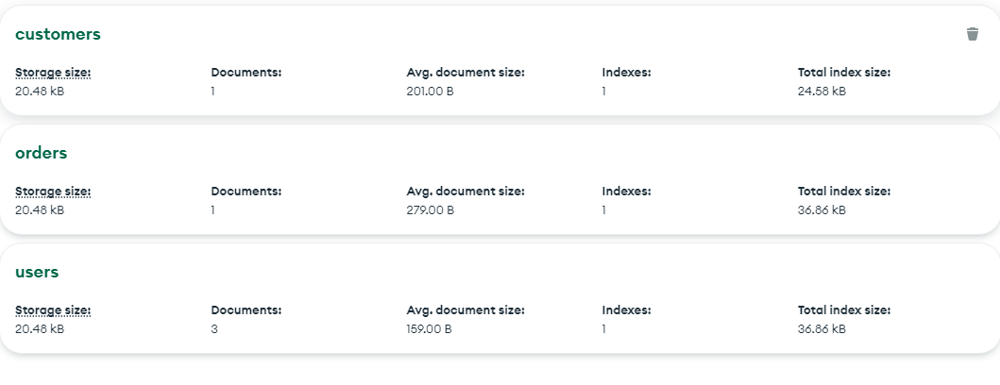 customers
Storage size: Documents: Avg. document size: Indexes: Total index size:
20.48 kB 1 201.00 B 1 24.58 kB
orders
Storage size: Documents: Avg. document size: Indexes: Total index size:
20.48 kB 1 279.00 B 1 36.86 kB
users
Storage size: Documents: Avg. document size: Indexes: Total index size:
20.48 kB 3 159.00 B 1 36.86 kB